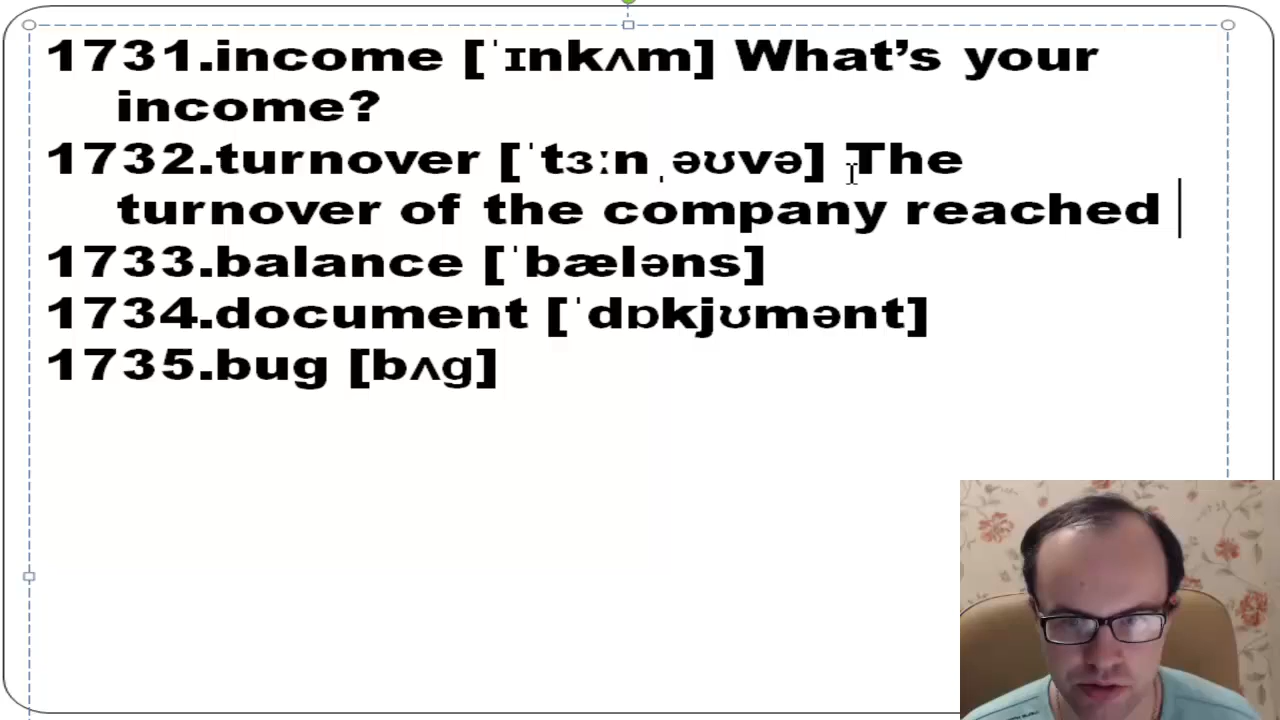 1731.income [ˈɪnkʌm] What’s your
income?
1732.turnover [ˈtɜːnˌəʊvə] The
turnover of the company reached
1733.balance [ˈbæləns]
1734.document [ˈdɒkjʊmənt]
1735.bug [bʌg]